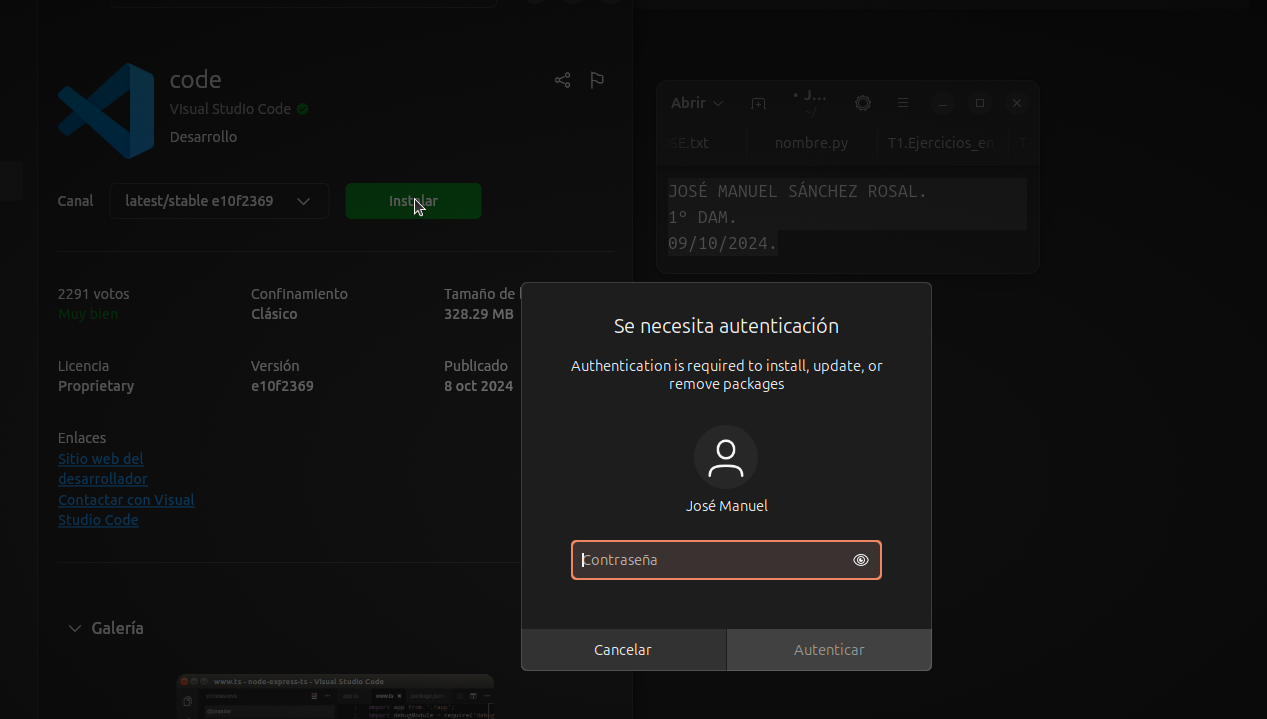 code
Visual Studio Code
Desarrollo
Canal
latest/stable e10f2369
Instalar
2291 votos
Muy bien
Confinamiento
Clásico
Tamaño de
328.29 MB
Licencia
Proprietary
Versión
e10f2369
Publicado
8 oct 2024
Enlaces
Sitio web del
desarrollador
Contactar con Visual
Studio Code
Galería
www.ts - node-express-ts - Visual Studio Code
Abrir
• J...
~/
SE.txt
nombre.py
T1.Ejercicios_en
JOSÉ MANUEL SÁNCHEZ ROSAL.
1º DAM.
09/10/2024.
Se necesita autenticación
Authentication is required to install, update, or
remove packages
José Manuel
Contraseña
Cancelar
Autenticar